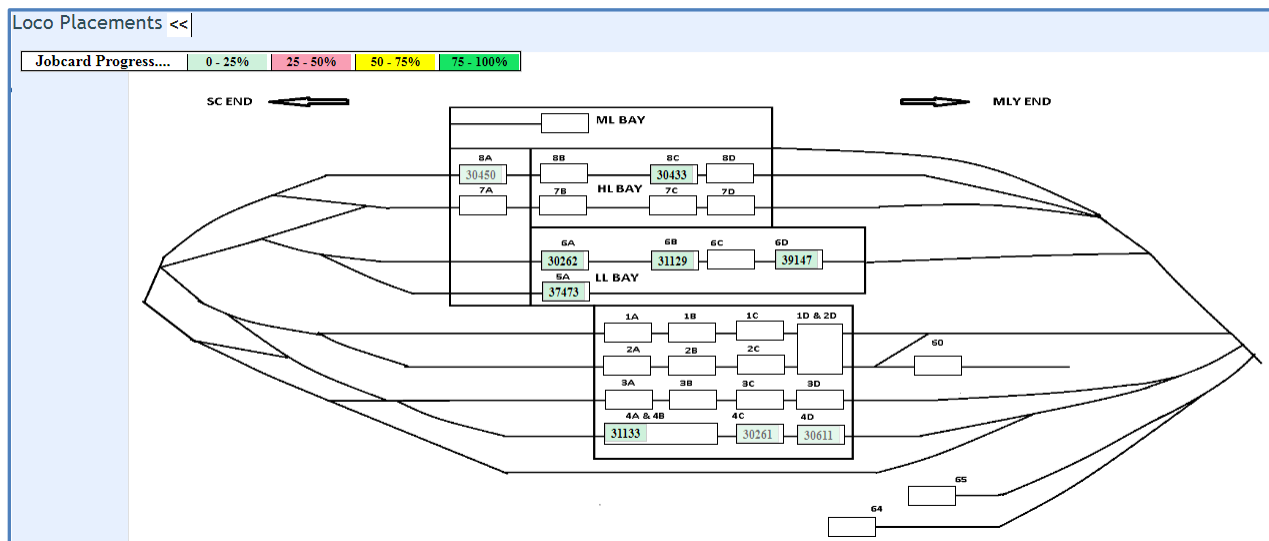 Loco Placements <<
Jobcard Progress.... 0 - 25% 25 - 50% 50 - 75% 75 - 100%
SC END MLY END
ML BAY
8A 8B 8C 8D
30450 30433
7A 7B HL BAY 7C 7D
6A 6B 6C 6D
30262 31129 39147
5A LL BAY
37473
1A 1B 1C 1D & 2D
2A 2B 2C 60
3A 3B 3C 3D
4A & 4B 4C 4D
31133 30261 30611
65
64